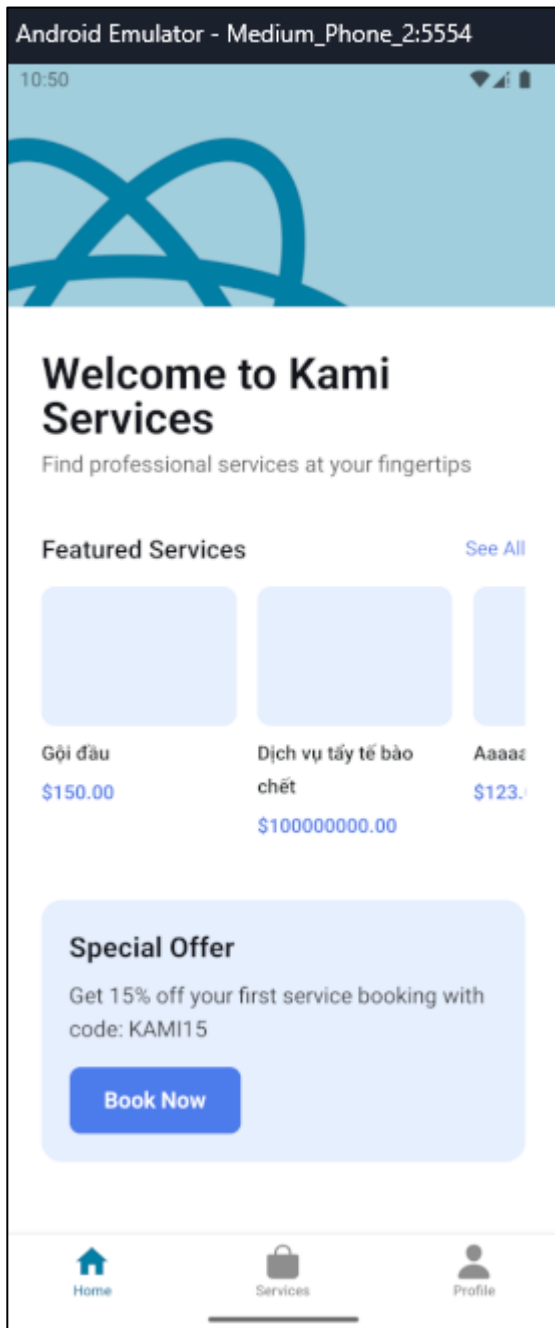 Android Emulator - Medium_Phone_2:5554
10:50
Welcome to Kami
Services
Find professional services at your fingertips
Featured Services
See All
Gội đầu
$150.00
Dịch vụ tẩy tế bào
chết
$100000000.00
Aaaaa
$123.
Special Offer
Get 15% off your first service booking with
code: KAMI15
Book Now
Home
Services
Profile